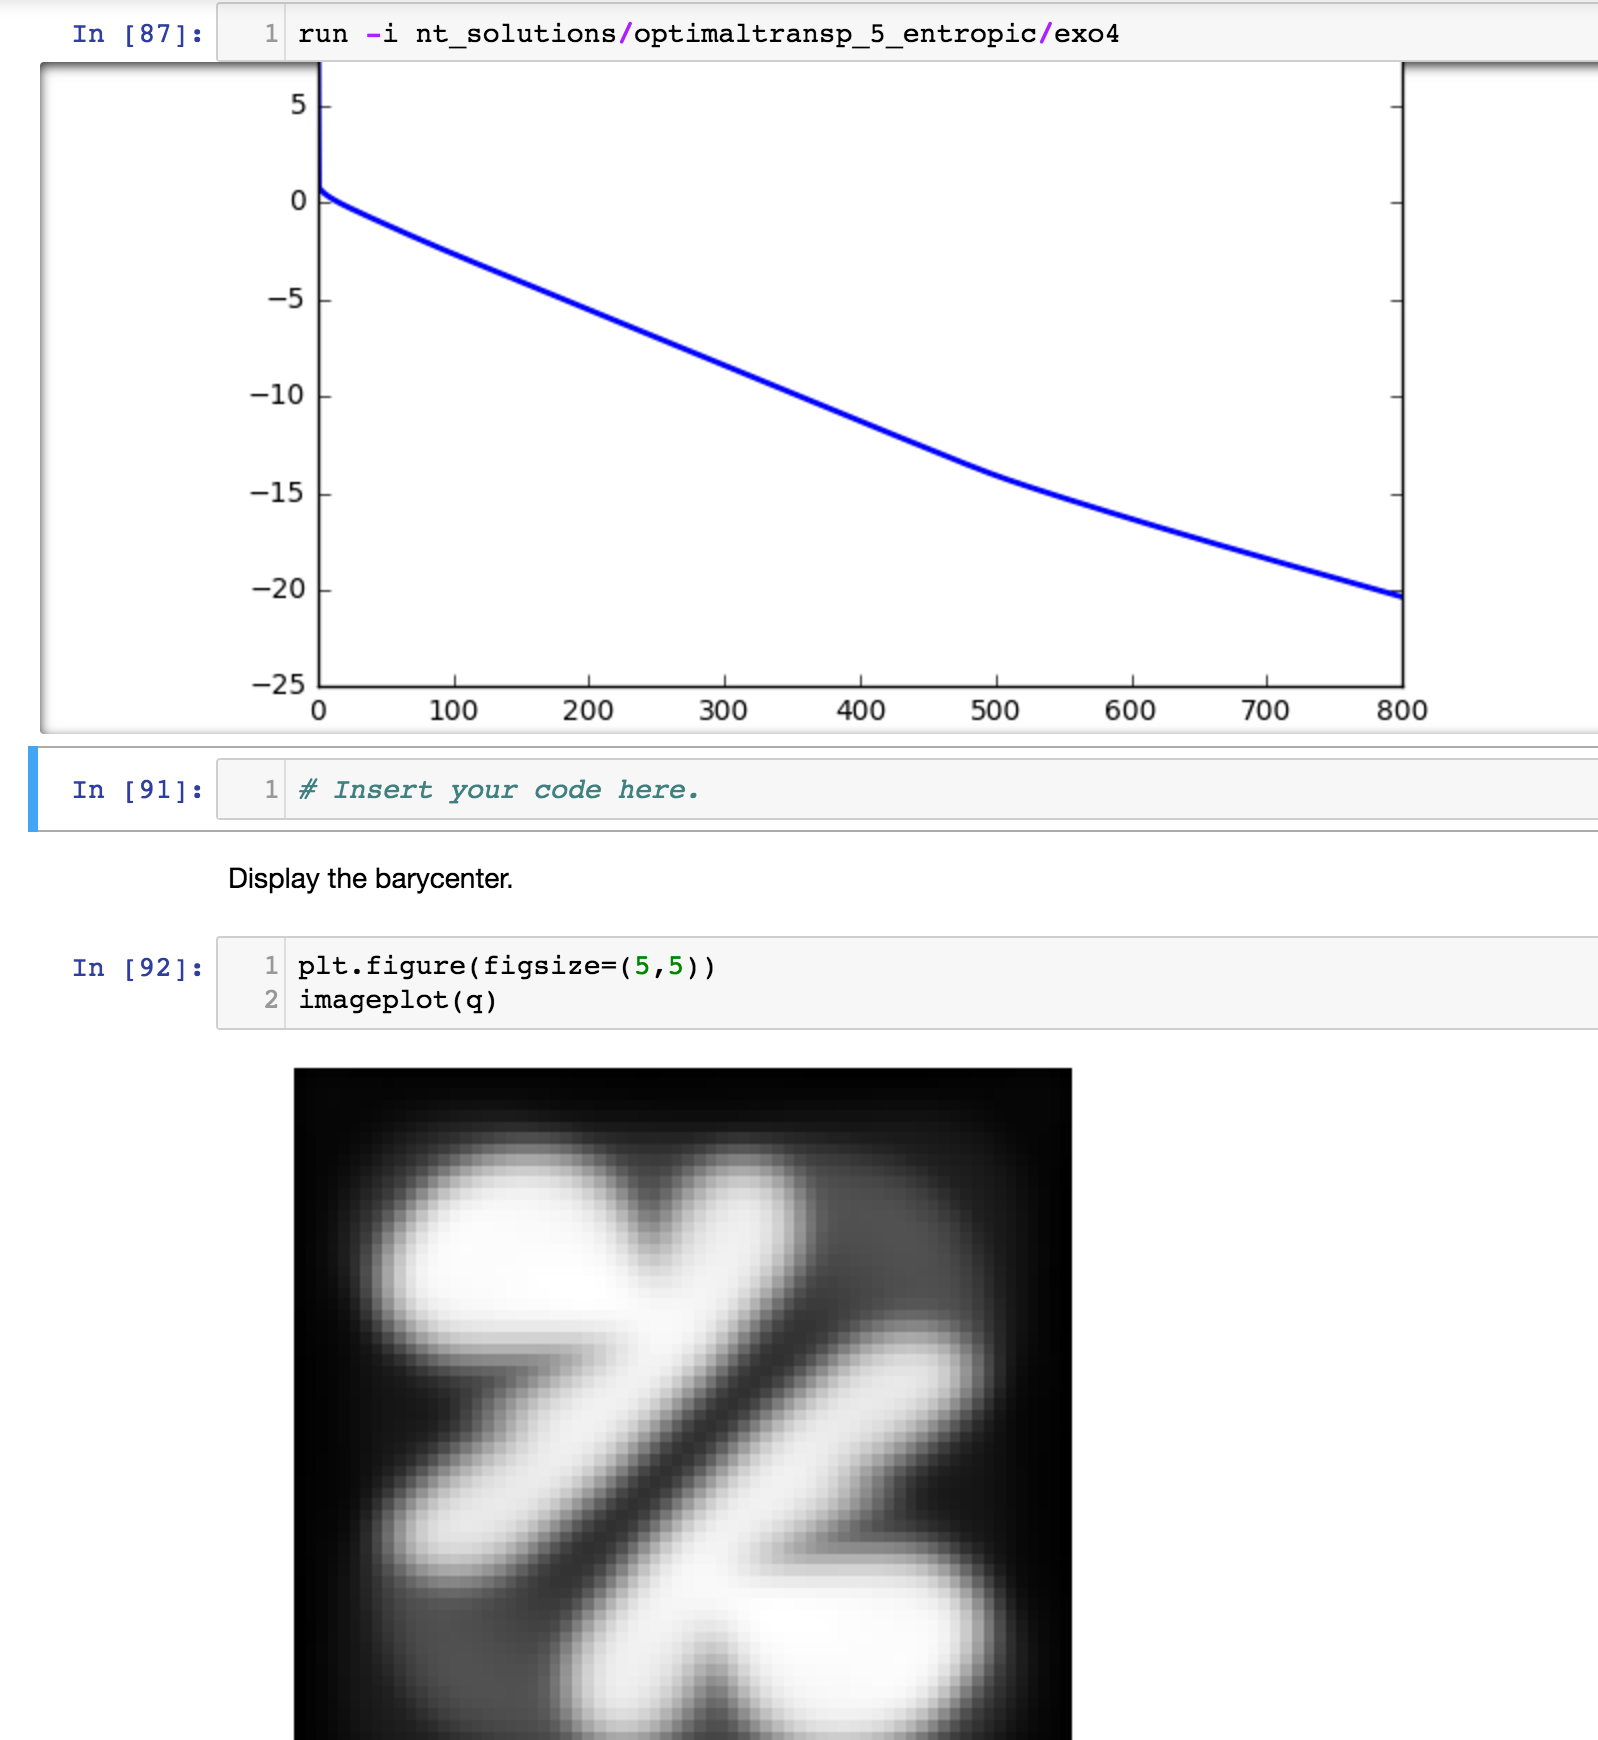 In [87]: 1 run -i nt_solutions/optimaltransp_5_entropic/exo4
5
0
−5
−10
−15
−20
−25
0 100 200 300 400 500 600 700 800
In [91]: 1 # Insert your code here.
Display the barycenter.
In [92]: 1 plt.figure(figsize=(5,5))
2 imageplot(q)